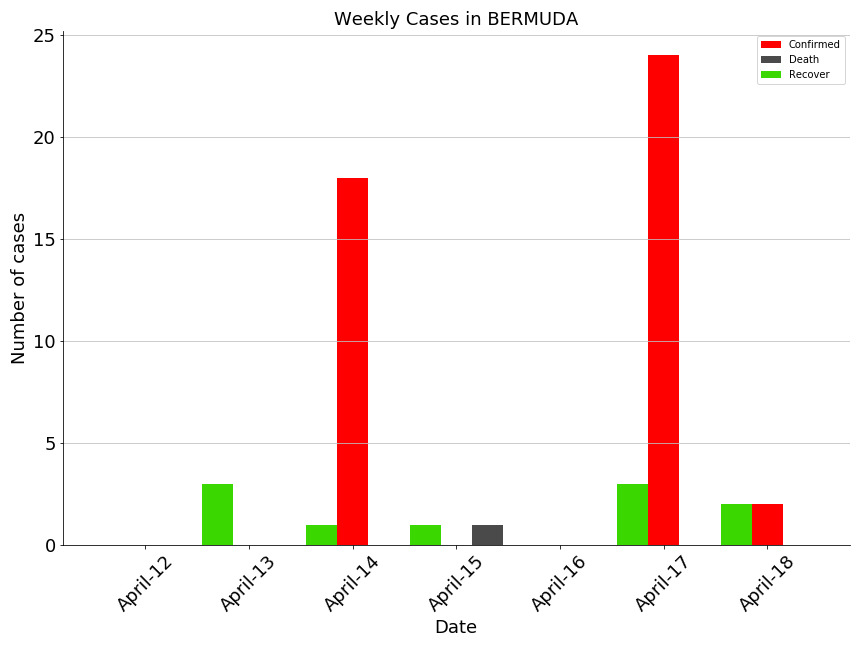 Weekly Cases in BERMUDA
Confirmed
Death
Recover
Number of cases
25
20
15
10
5
0
April-12
April-13
April-14
April-15
April-16
April-17
April-18
Date